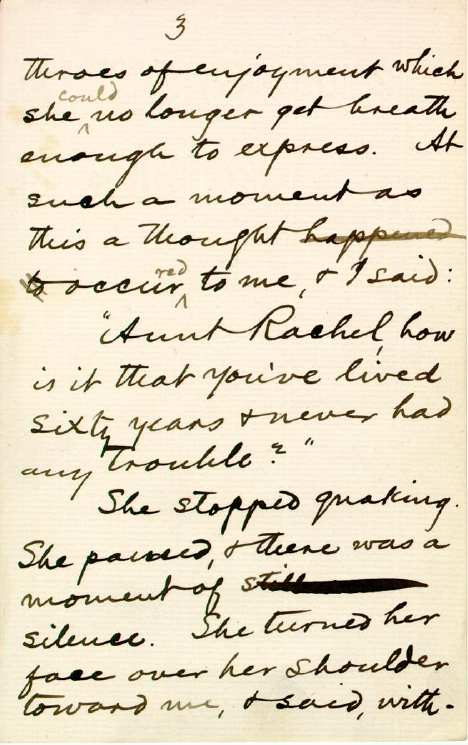 3
throes of enjoyment which
she could no longer get breath
enough to express. At
such a moment as
this a thought happened
to occurred to me, & I said:
"Aunt Rachel, how
is it that you've lived
sixty years & never had
any trouble?"
She stopped quaking.
She paused, & there was a
moment of still
silence. She turned her
face over her shoulder
toward me, & said, with-